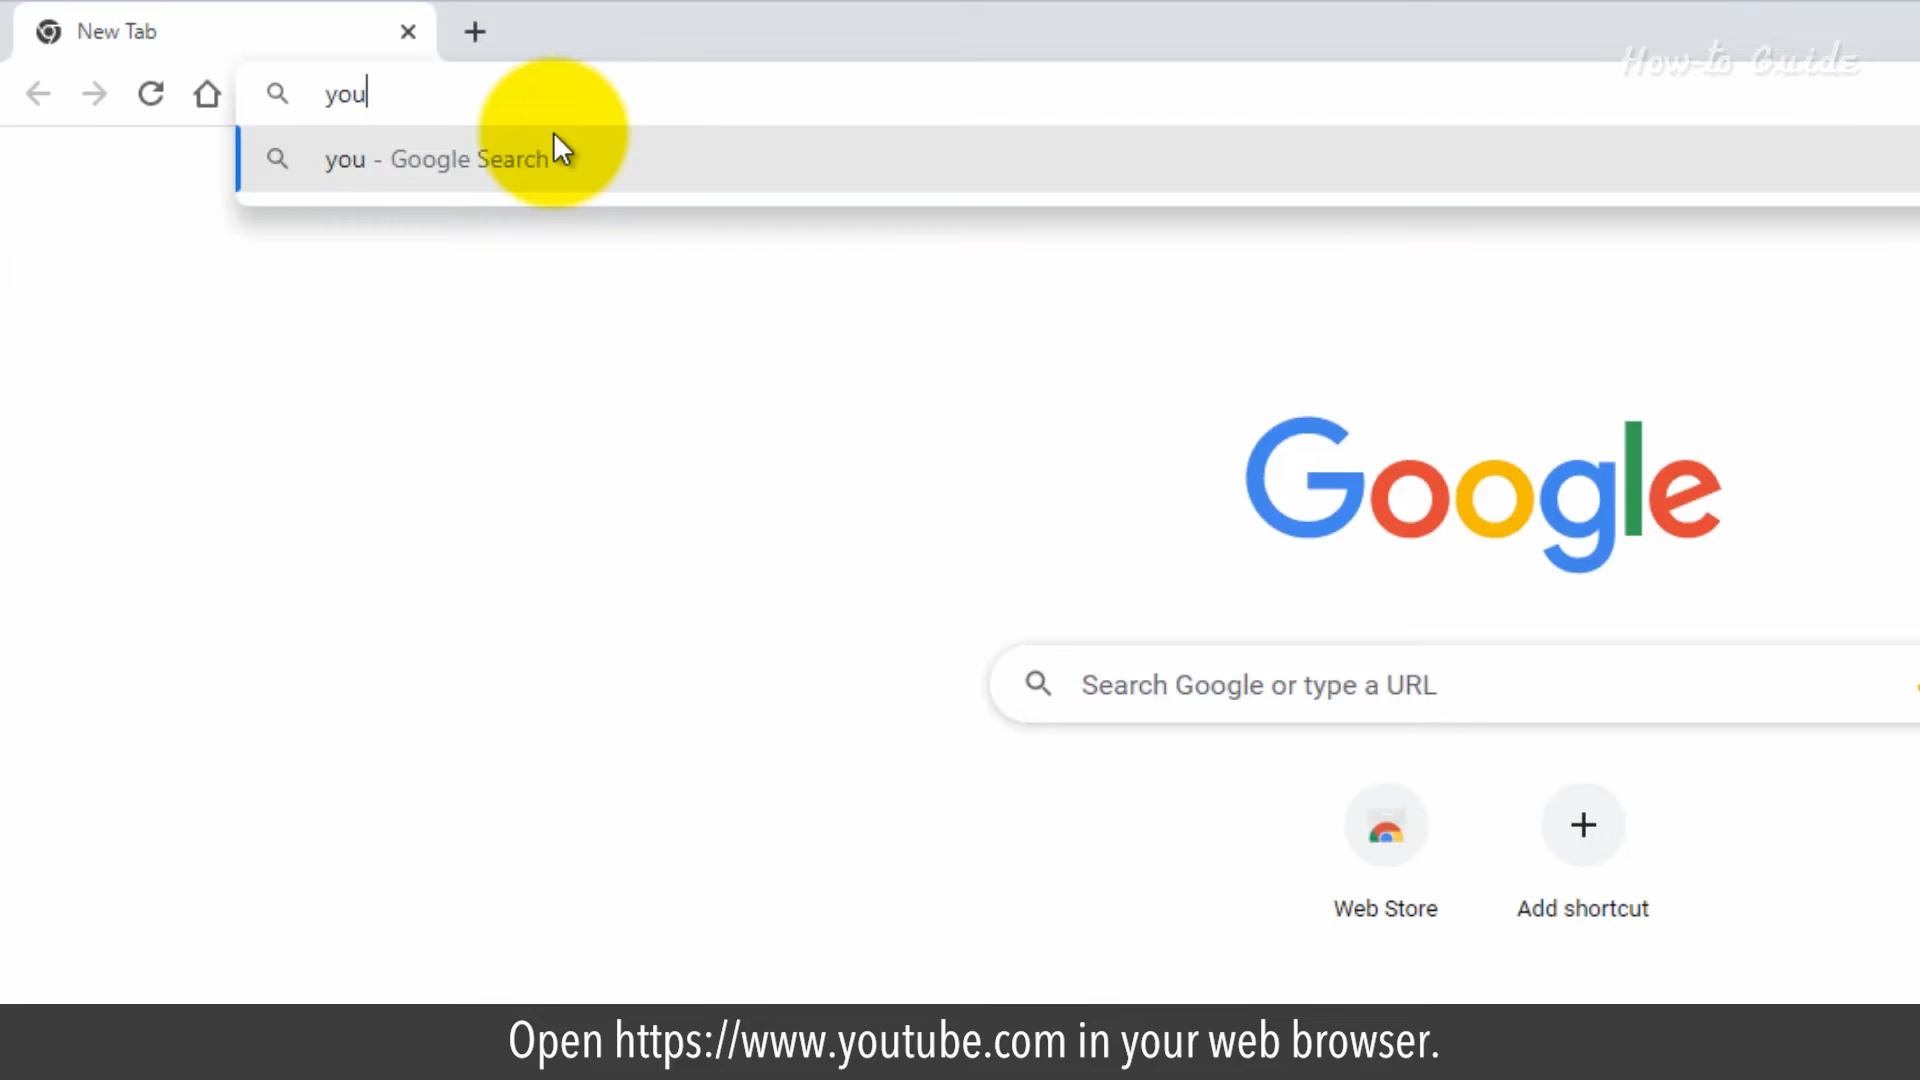 New Tab
How-to Guide
you
you - Google Search
Google
Search Google or type a URL
Web Store
Add shortcut
Open https://www.youtube.com in your web browser.